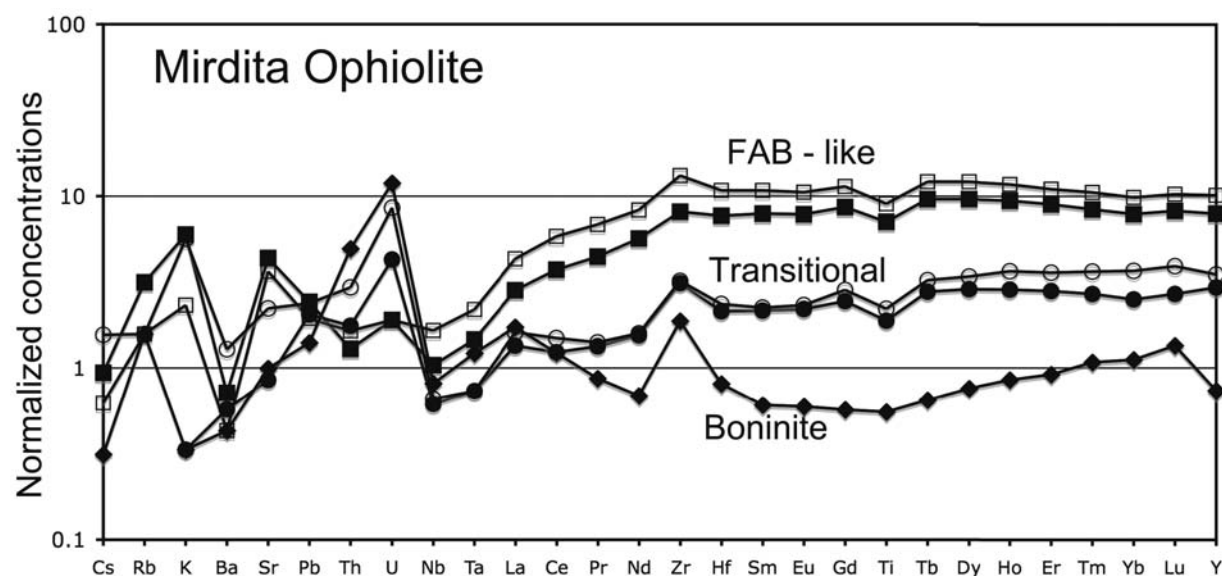 100
Mirdita Ophiolite
Normalized concentrations
FAB - like
10
Transitional
1
Boninite
0.1
Cs Rb K Ba Sr Pb Th U Nb Ta La Ce Pr Nd Zr Hf Sm Eu Gd Ti Tb Dy Ho Er Tm Yb Lu Y